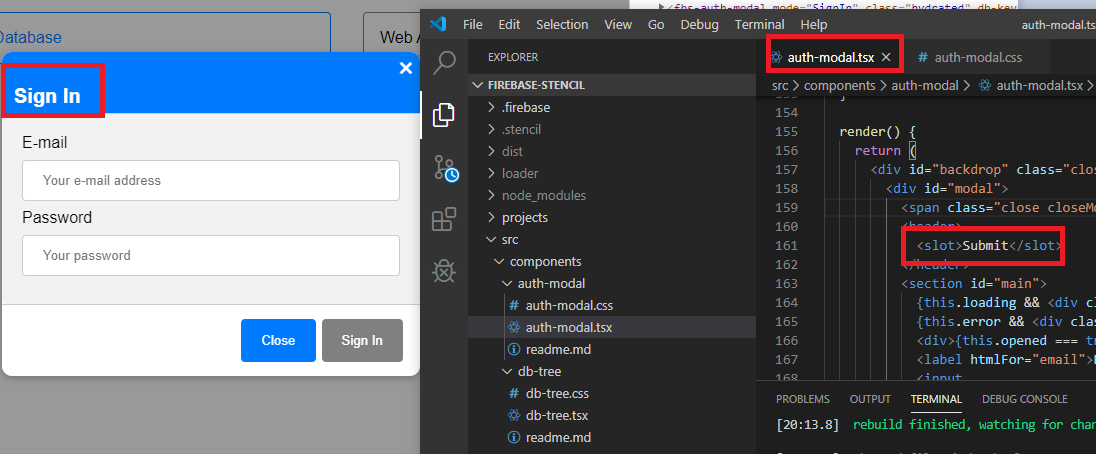 Database
Web A
×
Sign In
E-mail
Your e-mail address
Password
Your password
Close
Sign In
<fbs-auth-modal mode="SignIn" class="hydrated" db-key
File Edit Selection View Go Debug Terminal Help
auth-modal.tsx
EXPLORER
FIREBASE-STENCIL
.firebase
.stencil
dist
loader
node_modules
projects
src
components
auth-modal
# auth-modal.css
auth-modal.tsx
readme.md
db-tree
# db-tree.css
db-tree.tsx
readme.md
auth-modal.tsx ×
# auth-modal.css
src > components > auth-modal > auth-modal.tsx >
153 }
154
155 render() {
156 return (
157 <div id="backdrop" class="clos
158 <div id="modal">
159 <span class="close closeMo
160 <header>
161 <slot>Submit</slot>
162 </header>
163 <section id="main">
164 {this.loading && <div cl
165 {this.error && <div clas
166 <div>{this.opened === tr
167 <label htmlFor="email">E
168 <input
PROBLEMS OUTPUT TERMINAL DEBUG CONSOLE
[20:13.8] rebuild finished, watching for chan